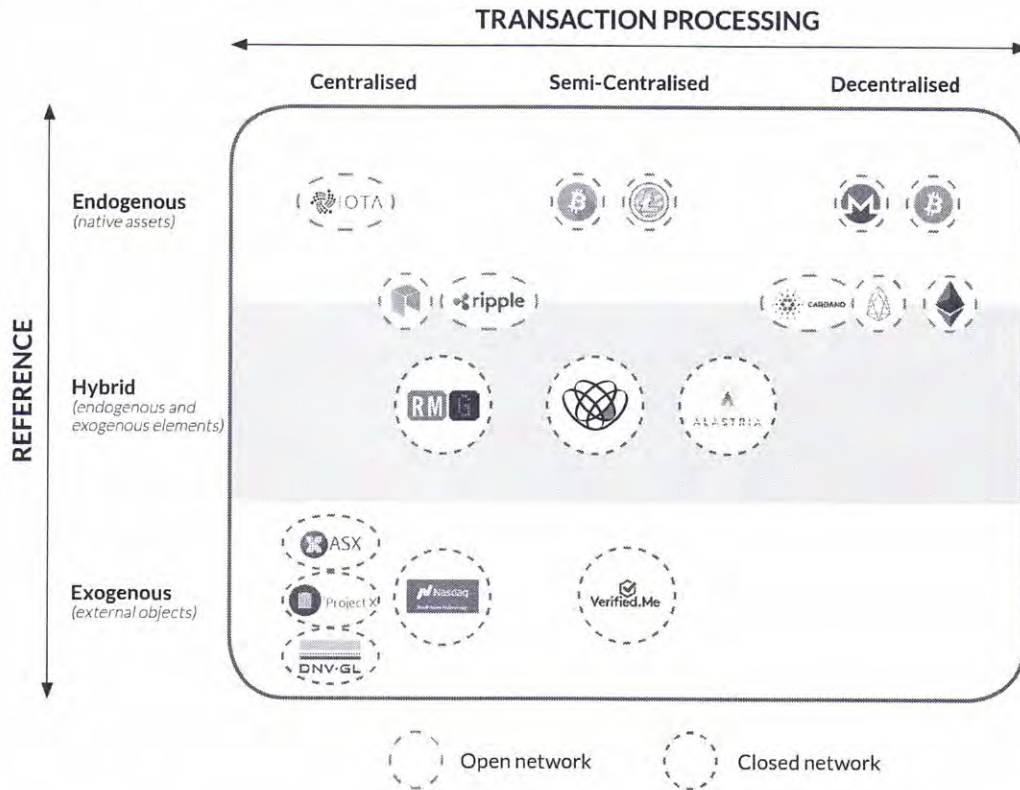 TRANSACTION PROCESSING
Centralised Semi-Centralised Decentralised
REFERENCE
Endogenous
(native assets)
IOTA
ripple
CARDANO
Hybrid
(endogenous and
exogenous elements)
RM G
ALASTRIA
Exogenous
(external objects)
ASX
Project X
DNV·GL
Nasdaq
Verified.Me
Open network Closed network